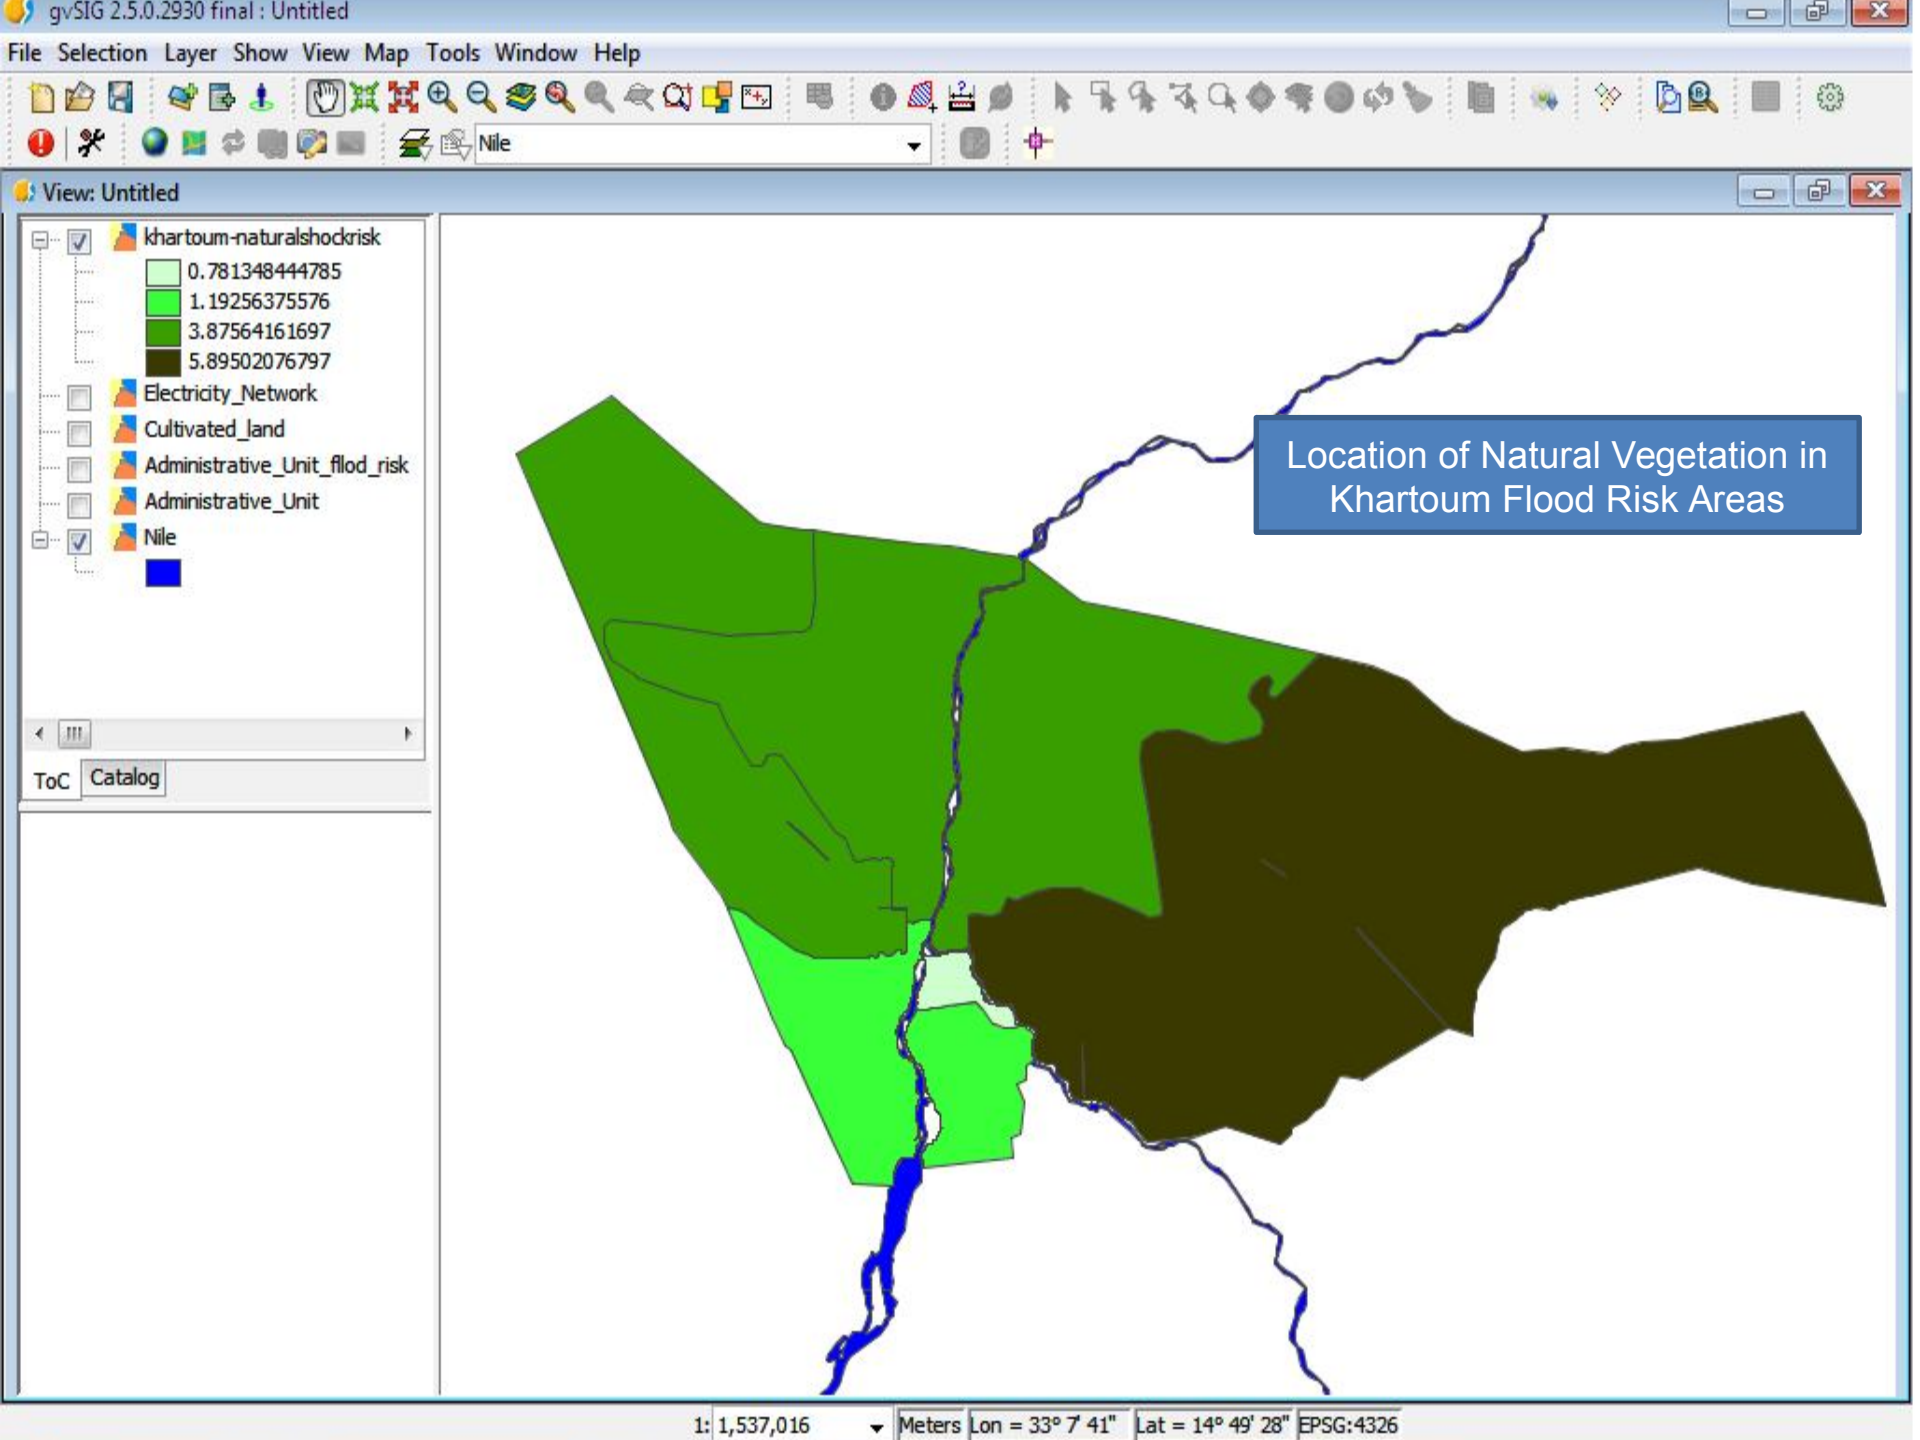 gvSIG 2.5.0.2930 final : Untitled
File Selection Layer Show View Map Tools Window Help
Nile
View: Untitled
khartoum-naturalshockrisk
0.781348444785
1.19256375576
3.87564161697
5.89502076797
Electricity_Network
Cultivated_land
Administrative_Unit_fllod_risk
Administrative_Unit
Nile
ToC Catalog
Location of Natural Vegetation in
Khartoum Flood Risk Areas
1: 1,537,016 Meters Lon = 33º 7' 41" Lat = 14º 49' 28" EPSG:4326